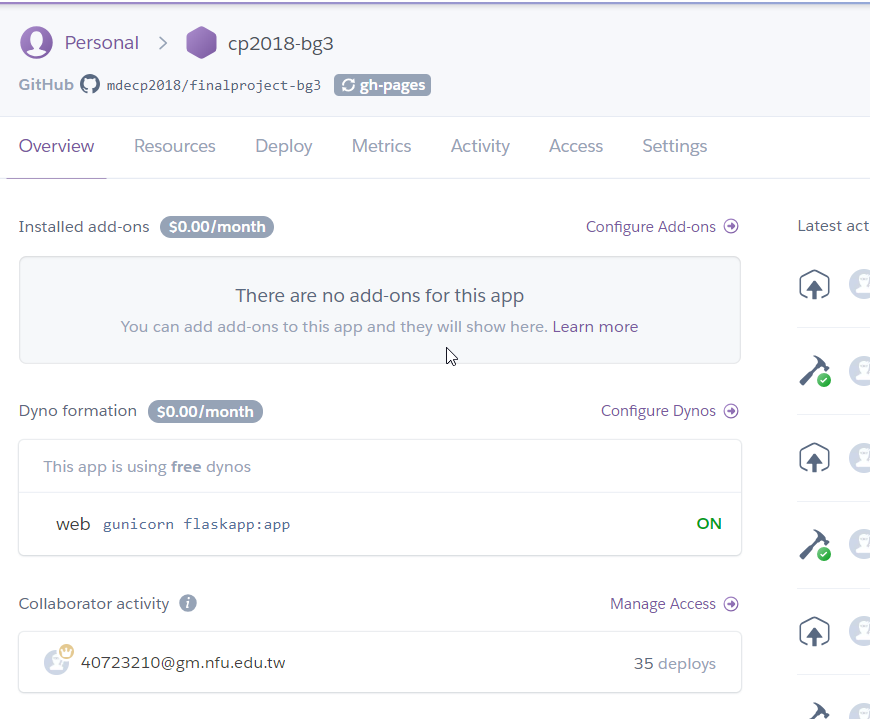 Personal > cp2018-bg3
GitHub mdecp2018/finalproject-bg3 gh-pages
Overview Resources Deploy Metrics Activity Access Settings
Installed add-ons $0.00/month Configure Add-ons
There are no add-ons for this app
You can add add-ons to this app and they will show here. Learn more
Dyno formation $0.00/month Configure Dynos
This app is using free dynos
web gunicorn flaskapp:app ON
Collaborator activity i Manage Access
40723210@gm.nfu.edu.tw 35 deploys
Latest act